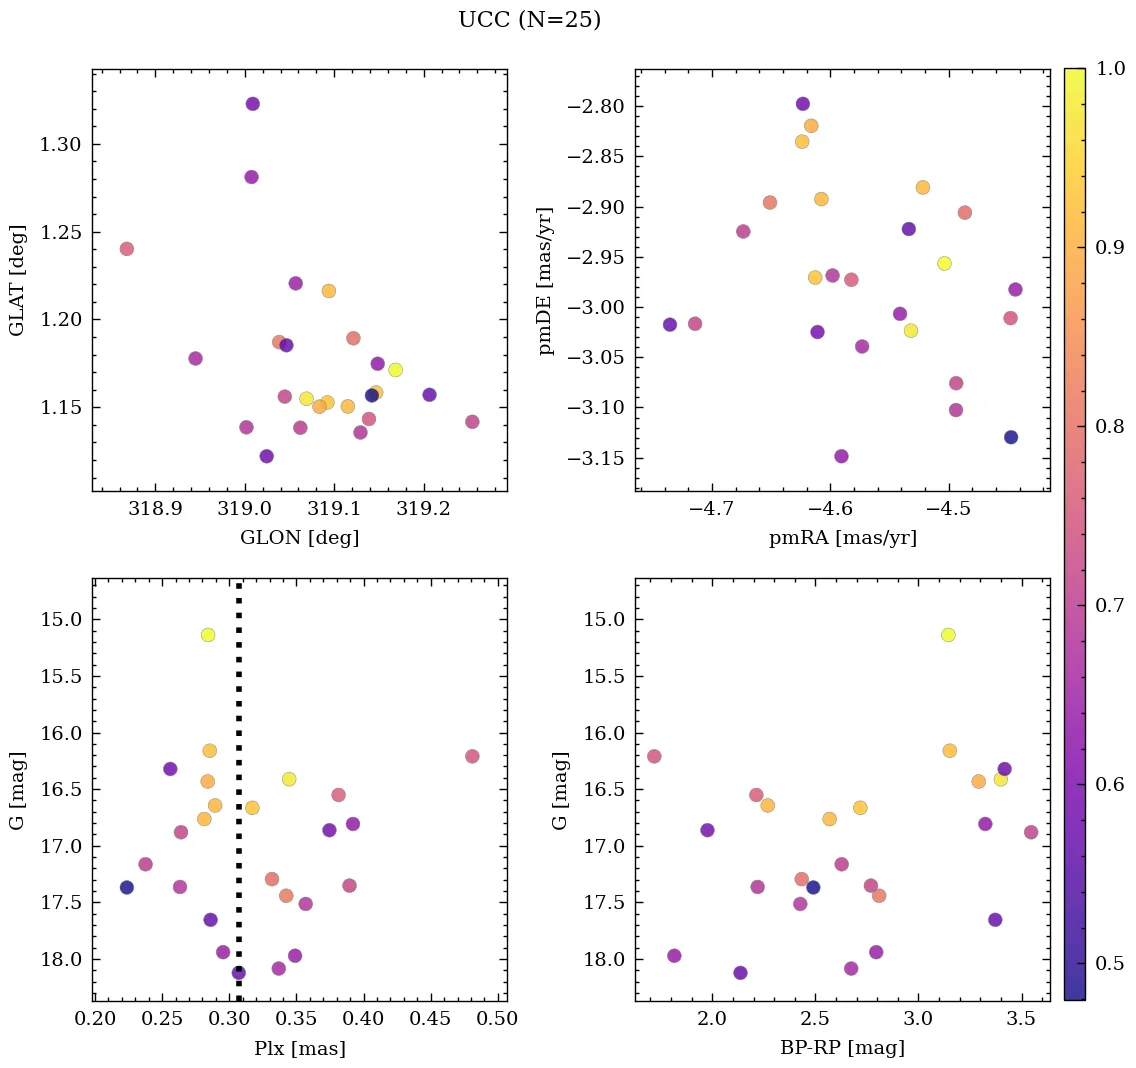 UCC (N=25)
1.30
1.25
1.20
1.15
GLAT [deg]
318.9 319.0 319.1 319.2
GLON [deg]
−2.80
−2.85
−2.90
−2.95
−3.00
−3.05
−3.10
−3.15
pmDE [mas/yr]
−4.7 −4.6 −4.5
pmRA [mas/yr]
1.0
0.9
0.8
0.7
0.6
0.5
15.0
15.5
16.0
16.5
17.0
17.5
18.0
G [mag]
0.20 0.25 0.30 0.35 0.40 0.45 0.50
Plx [mas]
15.0
15.5
16.0
16.5
17.0
17.5
18.0
G [mag]
2.0 2.5 3.0 3.5
BP-RP [mag]